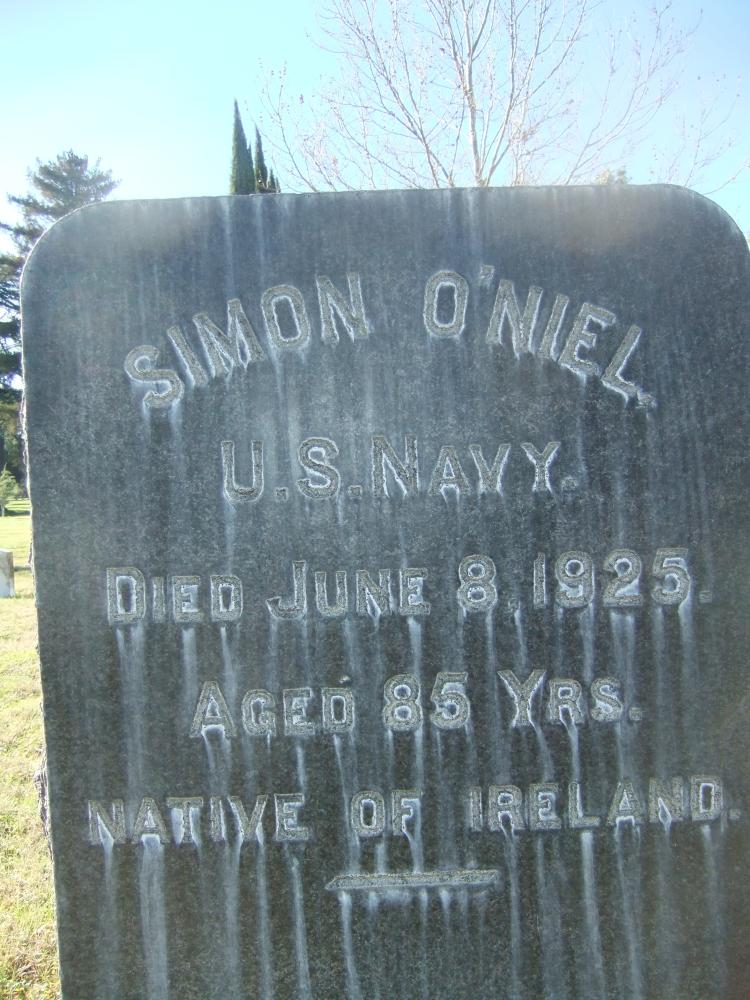 SIMON O'NIEL.
U.S. NAVY.
DIED JUNE 8, 1925.
AGED 85 YRS.
NATIVE OF IRELAND.